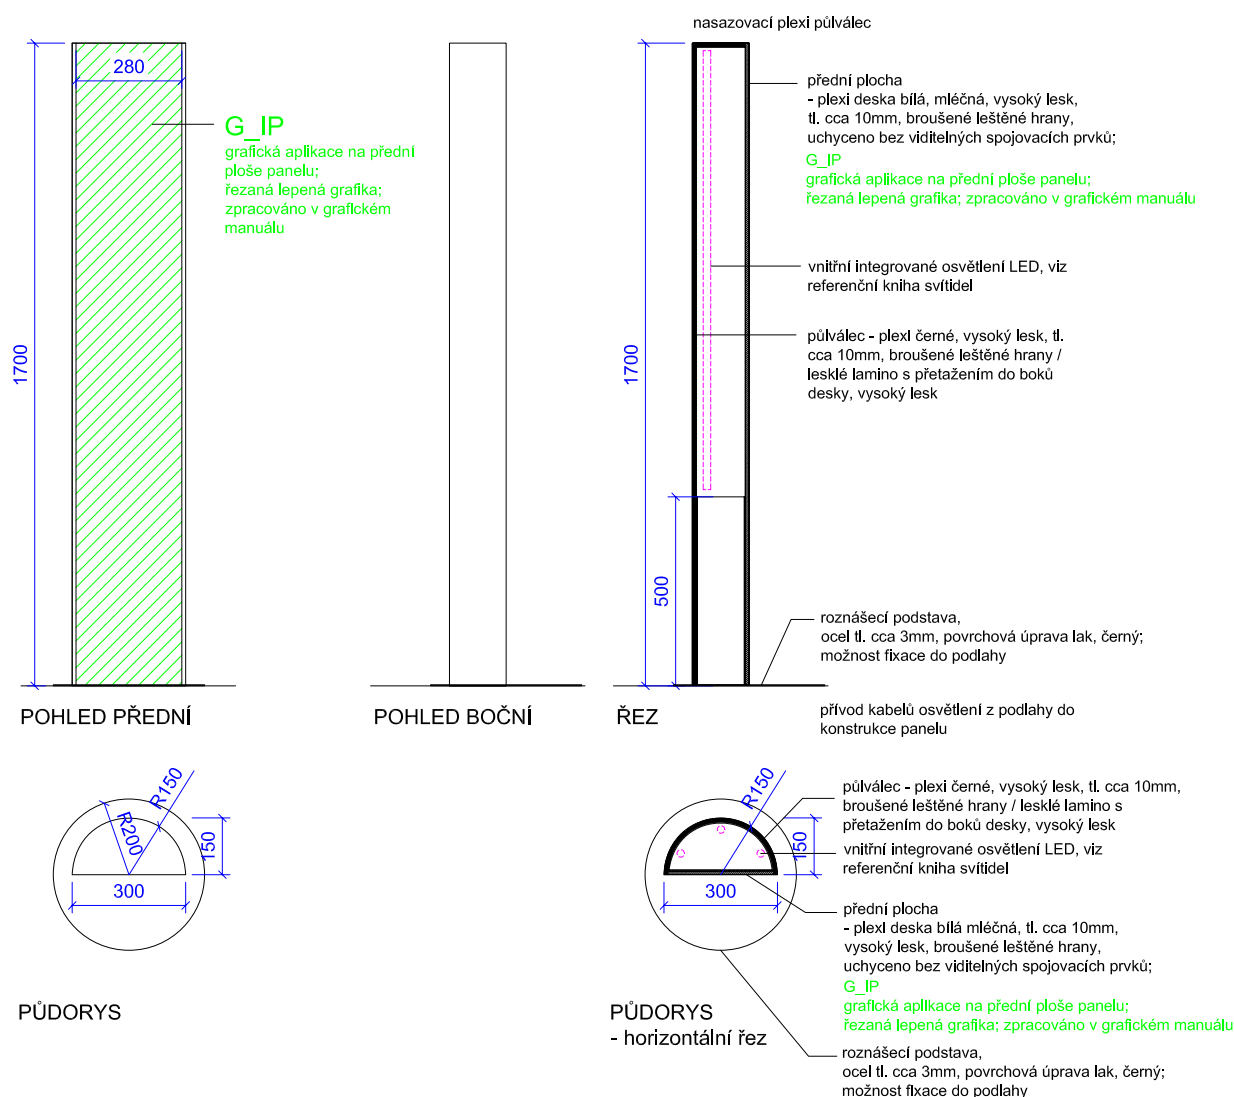 nasazovací plexi půlválec
280
1700
G_IP
grafická aplikace na přední
ploše panelu;
řezaná lepená grafika;
zpracováno v grafickém
manuálu
POHLED PŘEDNÍ
POHLED BOČNÍ
1700
500
ŘEZ
přední plocha
- plexi deska bílá, mléčná, vysoký lesk,
tl. cca 10mm, broušené leštěné hrany,
uchyceno bez viditelných spojovacích prvků;
G_IP
grafická aplikace na přední ploše panelu;
řezaná lepená grafika; zpracováno v grafickém manuálu
vnitřní integrované osvětlení LED, viz
referenční kniha svítidel
půlválec - plexi černé, vysoký lesk, tl.
cca 10mm, broušené leštěné hrany /
lesklé lamino s přetažením do boků
desky, vysoký lesk
roznášecí podstava,
ocel tl. cca 3mm, povrchová úprava lak, černý;
možnost fixace do podlahy
přívod kabelů osvětlení z podlahy do
konstrukce panelu
R150
R200
150
300
PŮDORYS
R150
150
300
PŮDORYS
- horizontální řez
půlválec - plexi černé, vysoký lesk, tl. cca 10mm,
broušené leštěné hrany / lesklé lamino s
přetažením do boků desky, vysoký lesk
vnitřní integrované osvětlení LED, viz
referenční kniha svítidel
přední plocha
- plexi deska bílá mléčná, tl. cca 10mm,
vysoký lesk, broušené leštěné hrany,
uchyceno bez viditelných spojovacích prvků;
G_IP
grafická aplikace na přední ploše panelu;
řezaná lepená grafika; zpracováno v grafickém manuálu
roznášecí podstava,
ocel tl. cca 3mm, povrchová úprava lak, černý;
možnost fixace do podlahy